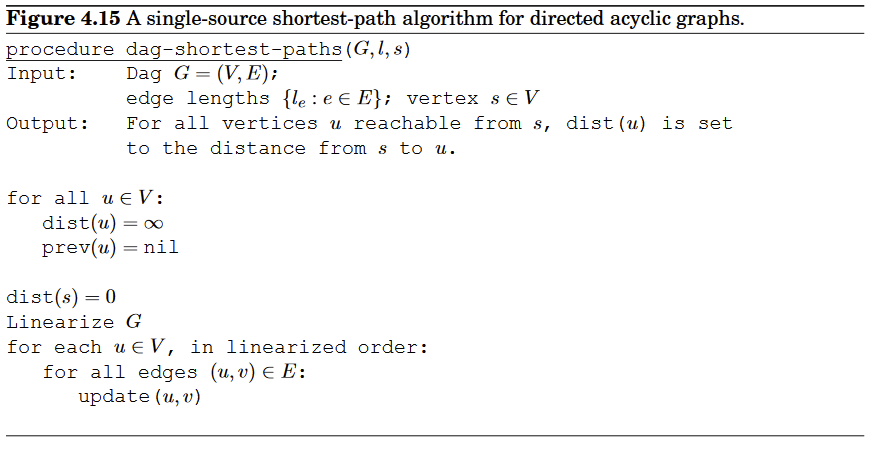 Figure 4.15 A single-source shortest-path algorithm for directed acyclic graphs.
procedure dag-shortest-paths(G, l, s)
Input: Dag G = (V, E);
edge lengths {lₑ : e ∈ E}; vertex s ∈ V
Output: For all vertices u reachable from s, dist(u) is set
to the distance from s to u.
for all u ∈ V:
dist(u) = ∞
prev(u) = nil
dist(s) = 0
Linearize G
for each u ∈ V, in linearized order:
for all edges (u, v) ∈ E:
update(u, v)